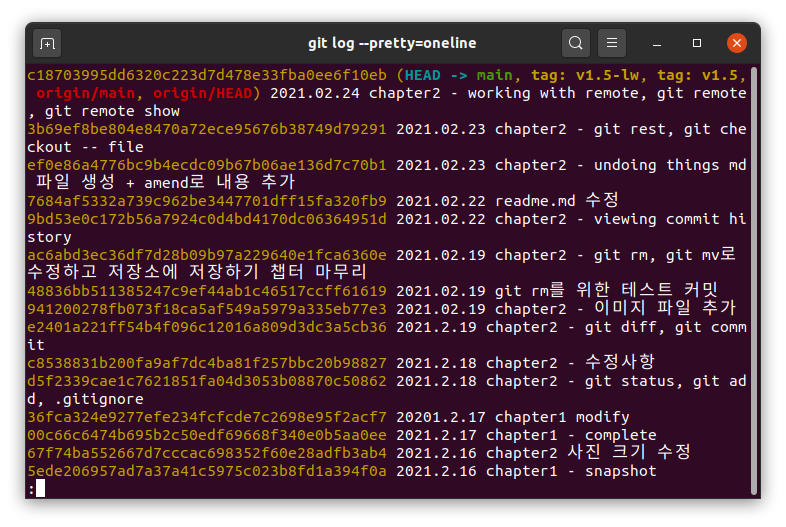 git log --pretty=oneline
c18703995dd6320c223d7d478e33fba0ee6f10eb (HEAD -> main, tag: v1.5-lw, tag: v1.5,
 origin/main, origin/HEAD) 2021.02.24 chapter2 - working with remote, git remote
, git remote show
3b69ef8be804e8470a72ece95676b38749d79291 2021.02.23 chapter2 - git rest, git che
ckout -- file
ef0e86a4776bc9b4ecdc09b67b06ae136d7c70b1 2021.02.23 chapter2 - undoing things md
 파일 생성 + amend로 내용 추가
7684af5332a739c962be3447701dff15fa320fb9 2021.02.22 readme.md 수정
9bd53e0c172b56a7924c0d4bd4170dc06364951d 2021.02.22 chapter2 - viewing commit hi
story
ac6abd3ec36df7d28b09b97a229640e1fca6360e 2021.02.19 chapter2 - git rm, git mv로
수정하고 저장소에 저장하기 챕터 마무리
48836bb511385247c9ef44ab1c46517ccff61619 2021.02.19 git rm를 위한 테스트 커밋
941200278fb073f18ca5af549a5979a335eb77e3 2021.02.19 chapter2 - 이미지 파일 추가
e2401a221ff54b4f096c12016a809d3dc3a5cb36 2021.2.19 chapter2 - git diff, git comm
it
c8538831b200fa9af7dc4ba81f257bbc20b98827 2021.2.18 chapter2 - 수정사항
d5f2339cae1c7621851fa04d3053b08870c50862 2021.2.18 chapter2 - git status, git ad
d, .gitignore
36fca324e9277efe234fcfcde7c2698e95f2acf7 20201.2.17 chapter1 modify
00c66c6474b695b2c50edf69668f340e0b5aa0ee 2021.2.17 chapter1 - complete
67f74ba552667d7cccac698352f60e28adfb3ab4 2021.2.16 chapter2 사진 크기 수정
5ede206957ad7a37a41c5975c023b8fd1a394f0a 2021.2.16 chapter1 - snapshot
: